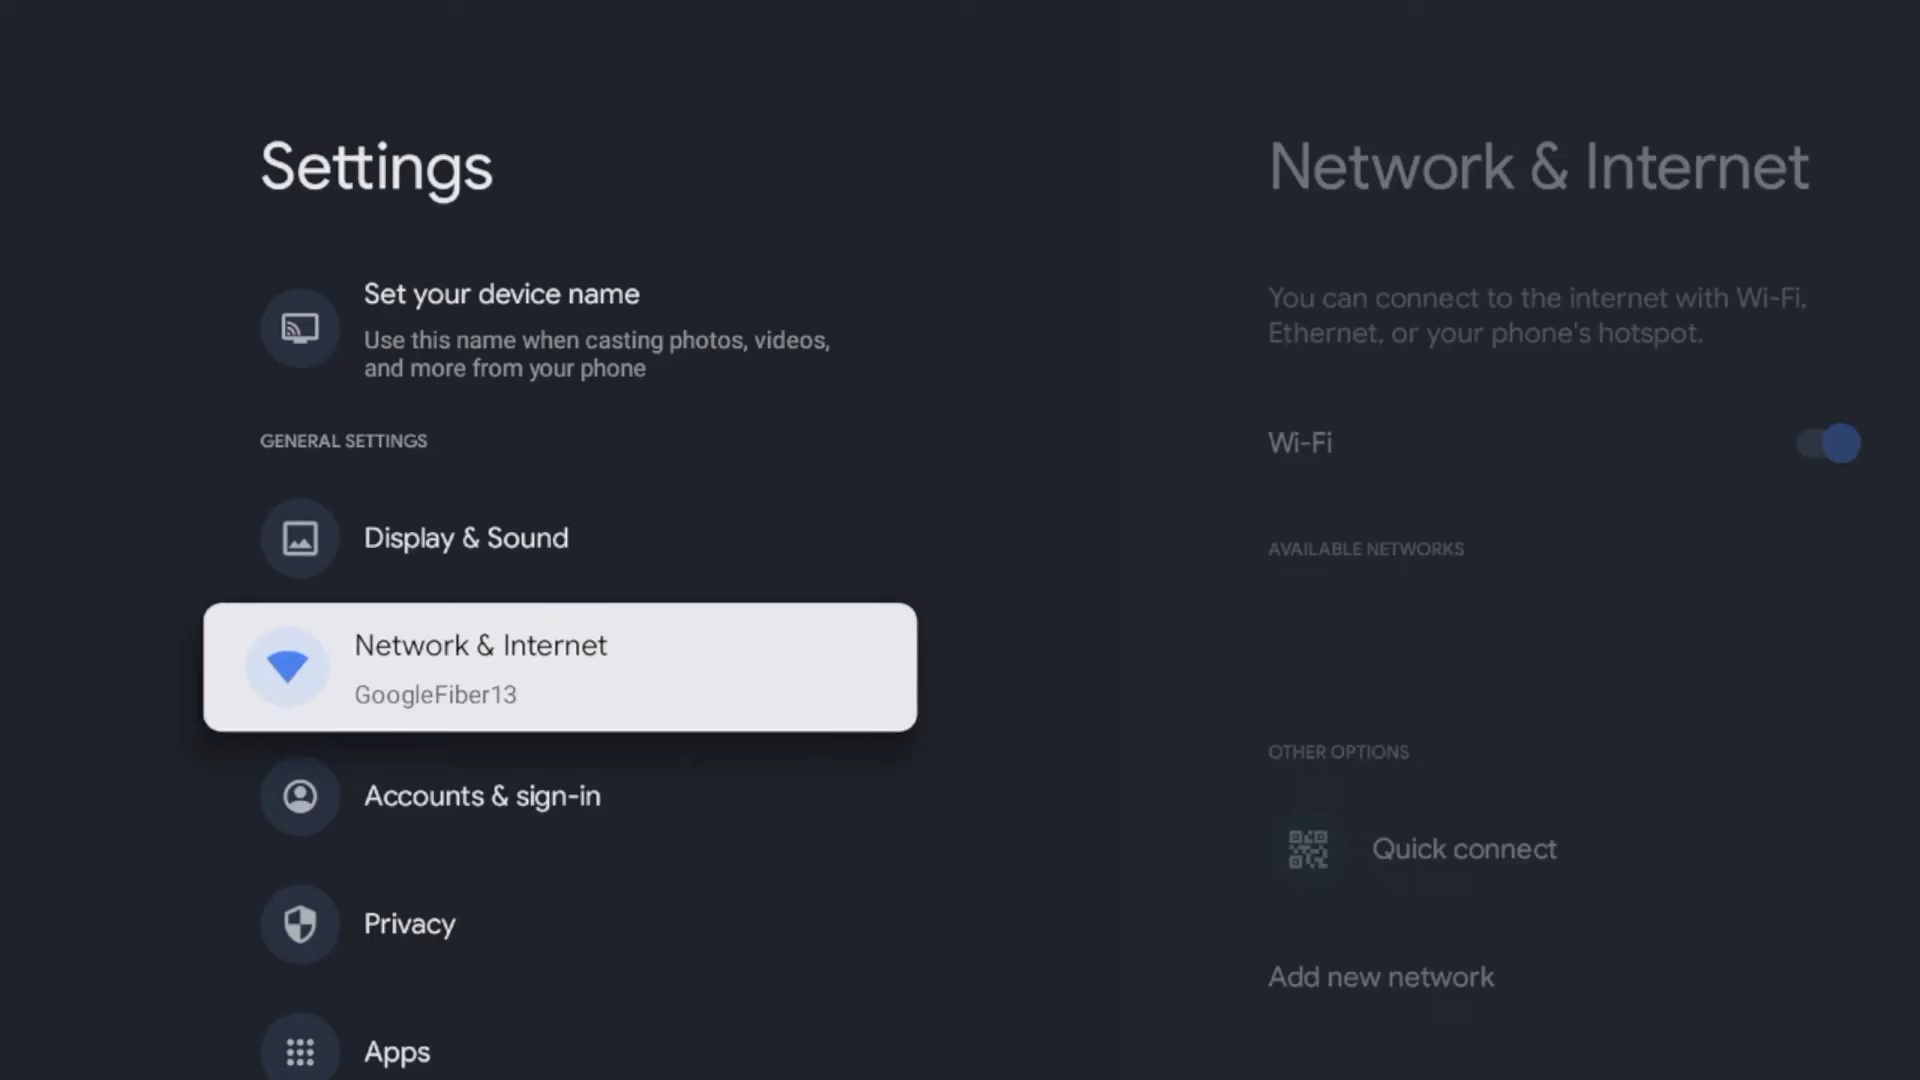 Settings
Set your device name
Use this name when casting photos, videos,
and more from your phone
GENERAL SETTINGS
Display & Sound
Network & Internet
GoogleFiber13
Accounts & sign-in
Privacy
Apps
Network & Internet
You can connect to the internet with Wi-Fi,
Ethernet, or your phone's hotspot.
Wi-Fi
AVAILABLE NETWORKS
OTHER OPTIONS
Quick connect
Add new network